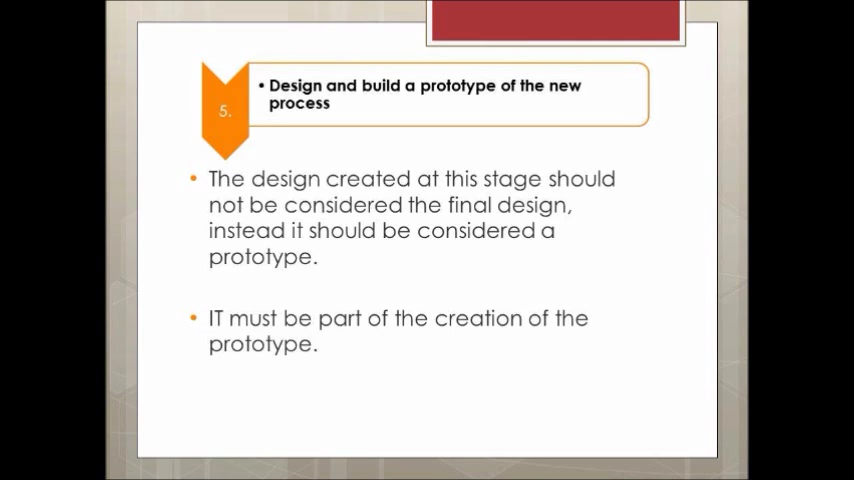 5.
• Design and build a prototype of the new
process
• The design created at this stage should
not be considered the final design,
instead it should be considered a
prototype.
• IT must be part of the creation of the
prototype.